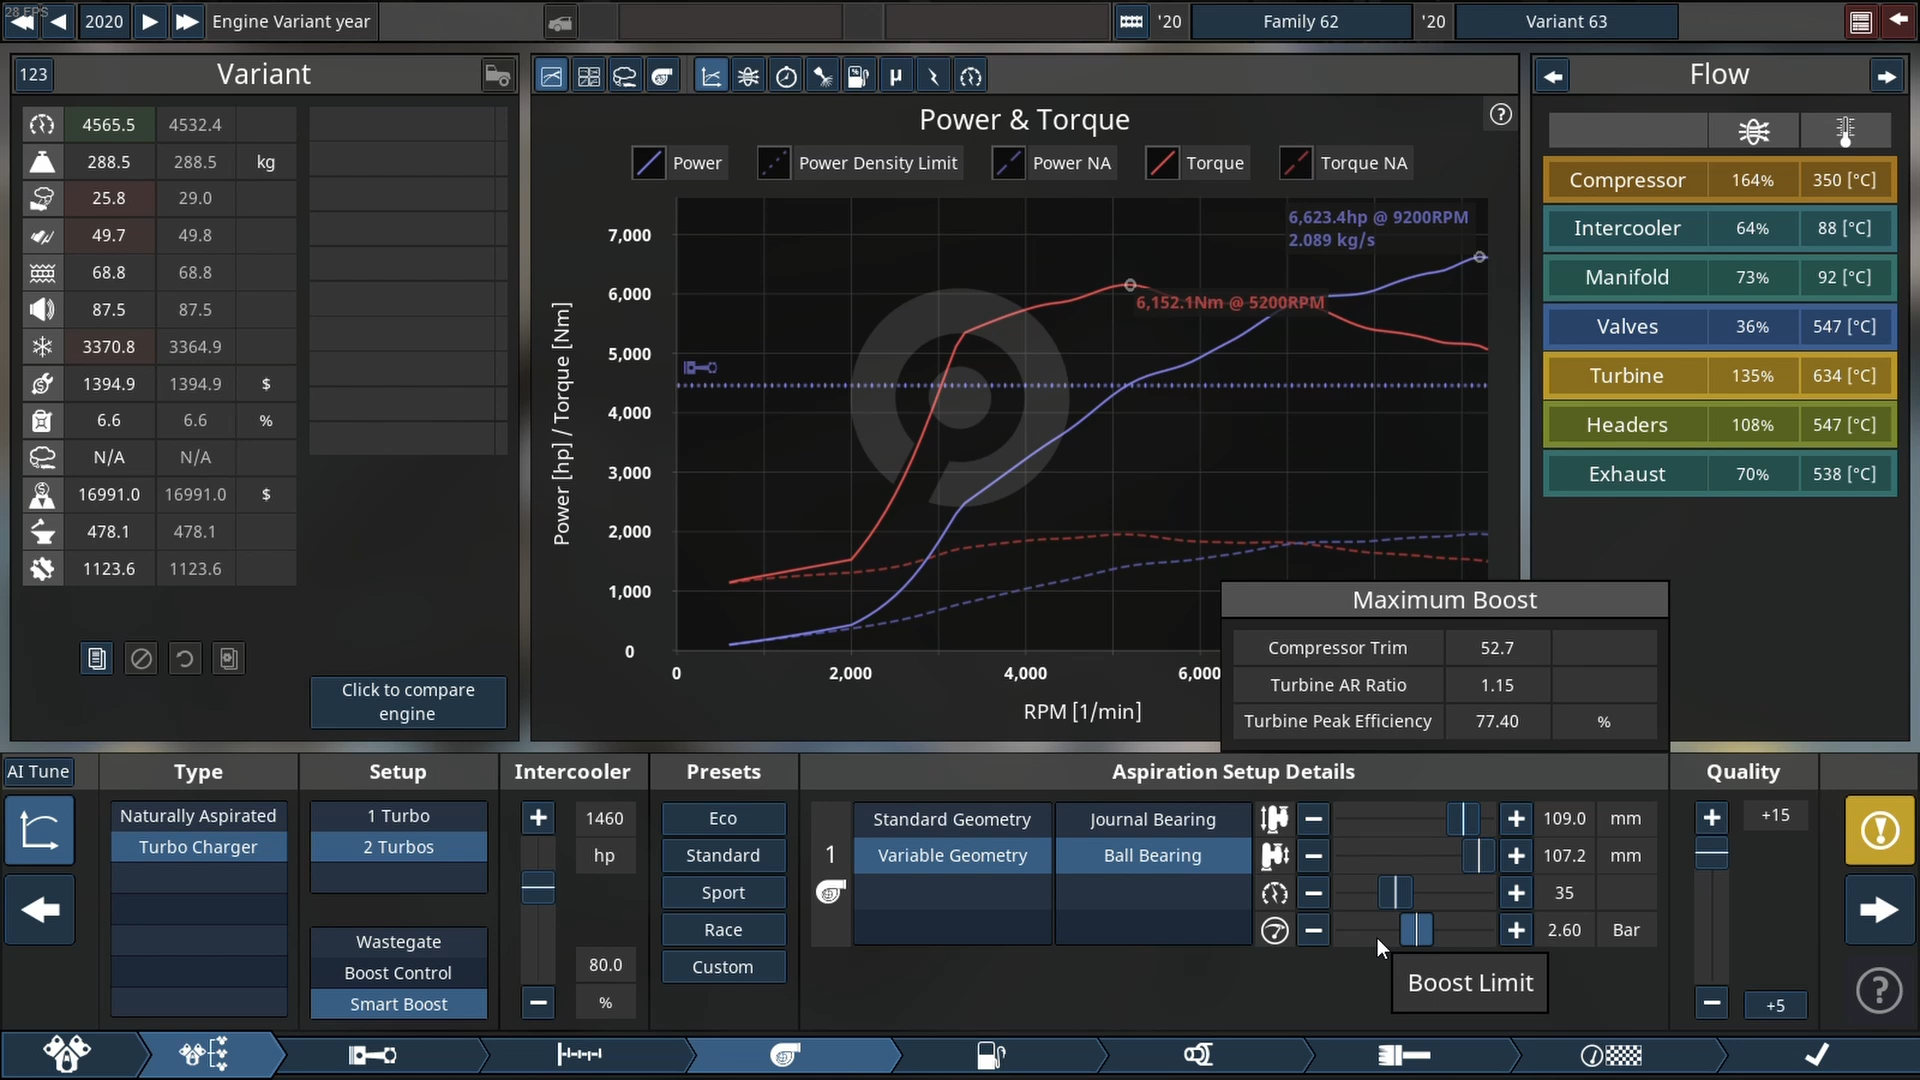 28 FPS
2020
Engine Variant year
'20
Family 62
'20
Variant 63
123
Variant
4565.5 4532.4
288.5 288.5 kg
25.8 29.0
49.7 49.8
68.8 68.8
87.5 87.5
3370.8 3364.9
1394.9 1394.9 $
6.6 6.6 %
N/A N/A
16991.0 16991.0 $
478.1 478.1
1123.6 1123.6
Click to compare
engine
Power & Torque
?
Power
Power Density Limit
Power NA
Torque
Torque NA
6,623.4hp @ 9200RPM
2.089 kg/s
6,152.1Nm @ 5200RPM
Power [hp] / Torque [Nm]
7,000
6,000
5,000
4,000
3,000
2,000
1,000
0
0 2,000 4,000 6,000
RPM [1/min]
Flow
Compressor 164% 350 [°C]
Intercooler 64% 88 [°C]
Manifold 73% 92 [°C]
Valves 36% 547 [°C]
Turbine 135% 634 [°C]
Headers 108% 547 [°C]
Exhaust 70% 538 [°C]
Maximum Boost
Compressor Trim 52.7
Turbine AR Ratio 1.15
Turbine Peak Efficiency 77.40 %
AI Tune
Type
Naturally Aspirated
Turbo Charger
Setup
1 Turbo
2 Turbos
Wastegate
Boost Control
Smart Boost
Intercooler
1460
hp
80.0
%
Presets
Eco
Standard
Sport
Race
Custom
Aspiration Setup Details
1
Standard Geometry
Variable Geometry
Journal Bearing
Ball Bearing
109.0 mm
107.2 mm
35
2.60 Bar
Boost Limit
Quality
+15
+5
?